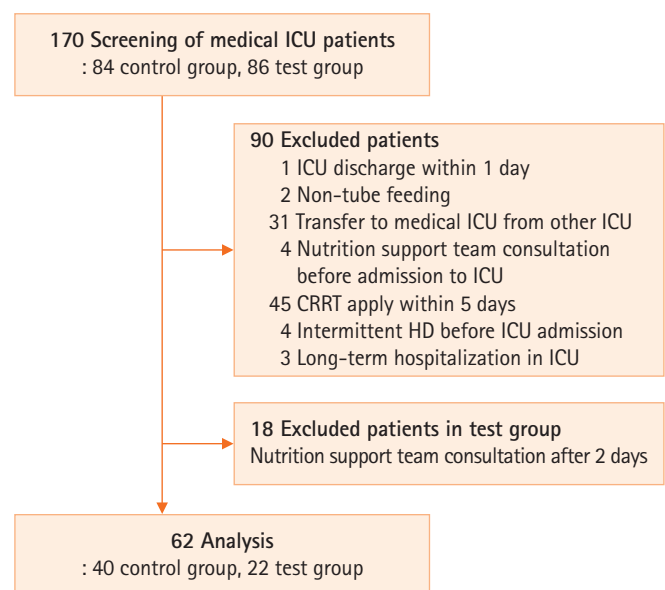 170 Screening of medical ICU patients
: 84 control group, 86 test group
90 Excluded patients
1 ICU discharge within 1 day
2 Non-tube feeding
31 Transfer to medical ICU from other ICU
4 Nutrition support team consultation
before admission to ICU
45 CRRT apply within 5 days
4 Intermittent HD before ICU admission
3 Long-term hospitalization in ICU
18 Excluded patients in test group
Nutrition support team consultation after 2 days
62 Analysis
: 40 control group, 22 test group